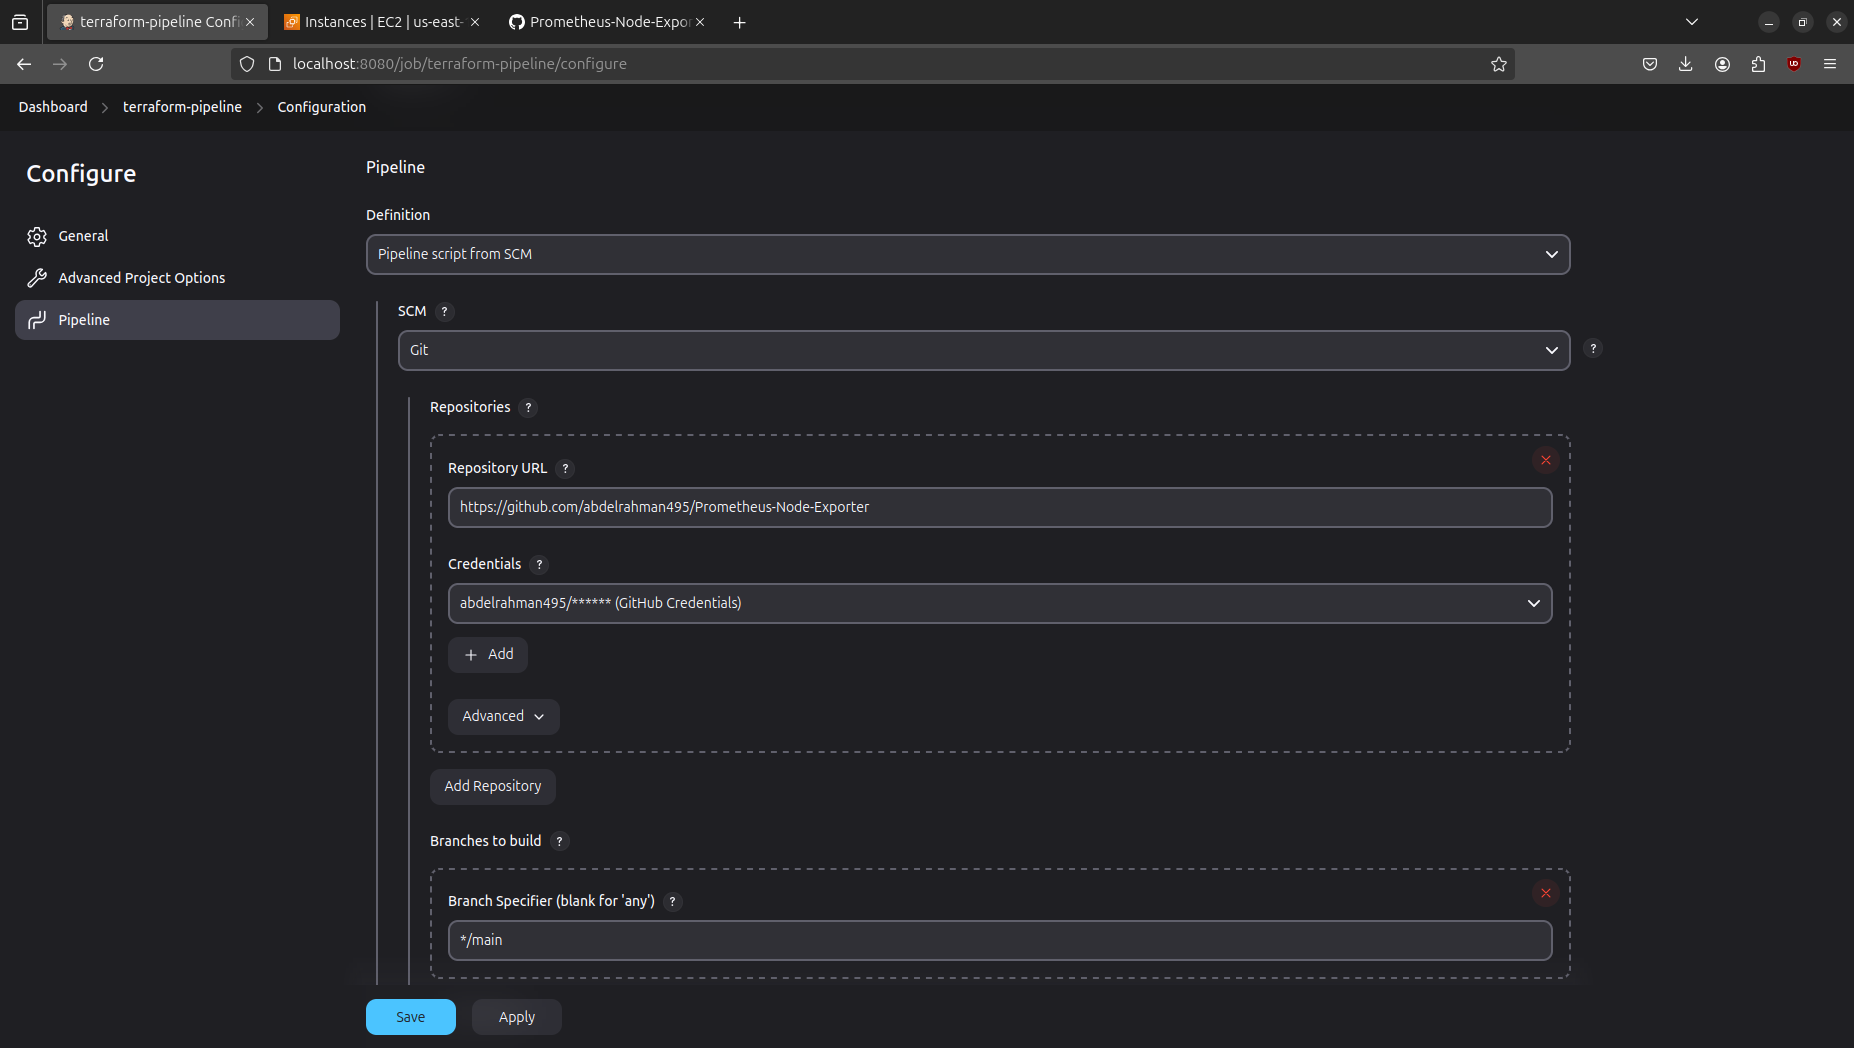 terraform-pipeline Confi
Instances | EC2 | us-east-
Prometheus-Node-Expor
localhost:8080/job/terraform-pipeline/configure
Dashboard
terraform-pipeline
Configuration
Configure
General
Advanced Project Options
Pipeline
Pipeline
Definition
Pipeline script from SCM
SCM ?
Git
?
Repositories ?
Repository URL ?
https://github.com/abdelrahman495/Prometheus-Node-Exporter
Credentials ?
abdelrahman495/****** (GitHub Credentials)
+ Add
Advanced
Add Repository
Branches to build ?
Branch Specifier (blank for 'any') ?
*/main
Save
Apply